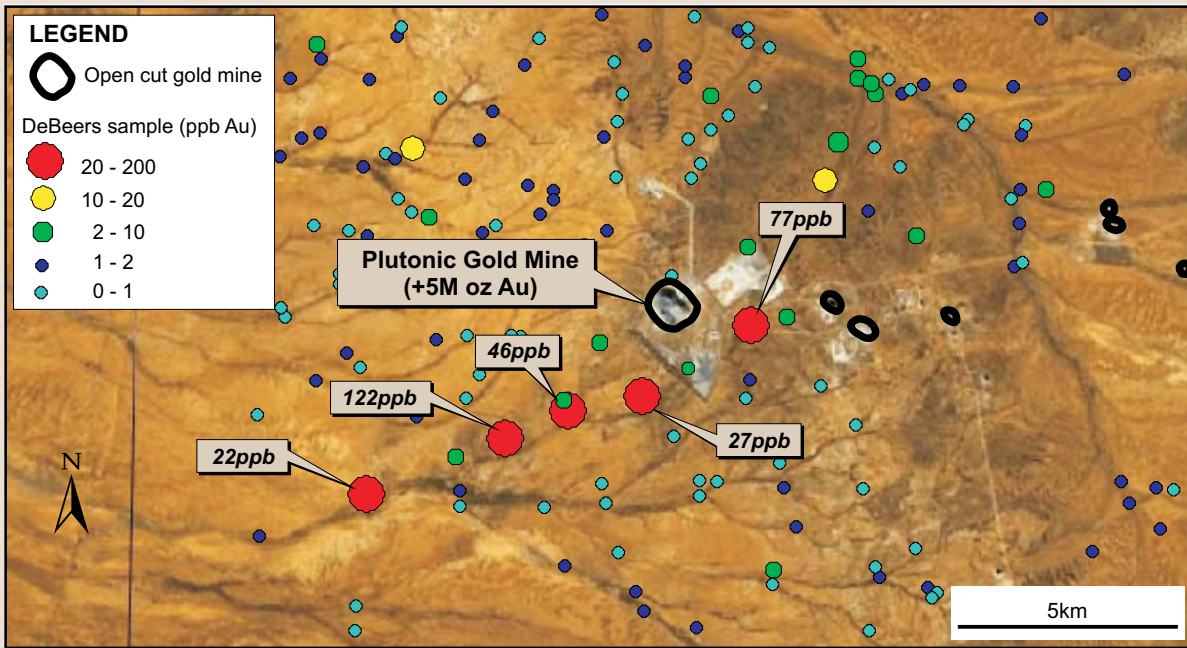 LEGEND
Open cut gold mine
DeBeers sample (ppb Au)
20 - 200
10 - 20
2 - 10
1 - 2
0 - 1
77ppb
Plutonic Gold Mine
(+5M oz Au)
46ppb
122ppb
27ppb
22ppb
N
5km